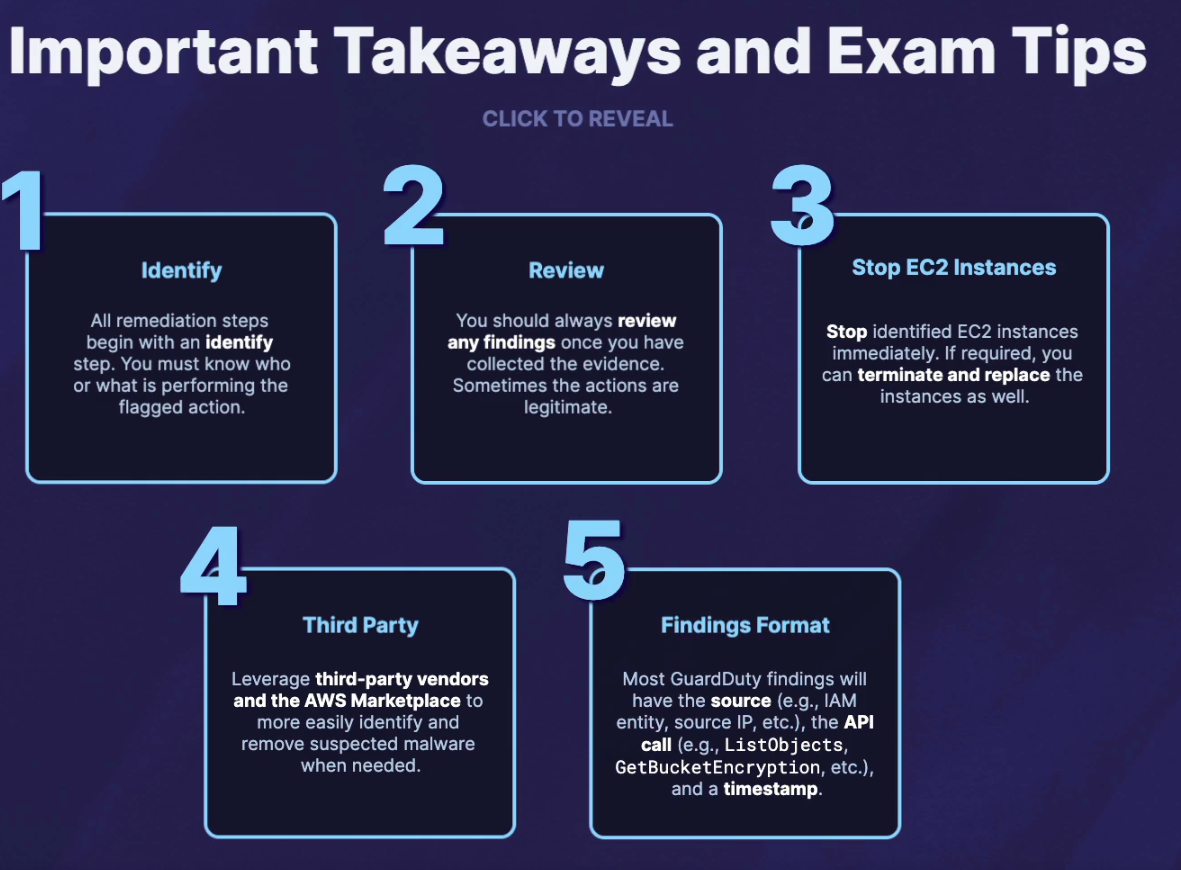 Important Takeaways and Exam Tips
CLICK TO REVEAL
1
Identify
All remediation steps
begin with an identify
step. You must know who
or what is performing the
flagged action.
2
Review
You should always review
any findings once you have
collected the evidence.
Sometimes the actions are
legitimate.
3
Stop EC2 Instances
Stop identified EC2 instances
immediately. If required, you
can terminate and replace the
instances as well.
4
Third Party
Leverage third-party vendors
and the AWS Marketplace to
more easily identify and
remove suspected malware
when needed.
5
Findings Format
Most GuardDuty findings will
have the source (e.g., IAM
entity, source IP, etc.), the API
call (e.g., ListObjects,
GetBucketEncryption, etc.),
and a timestamp.